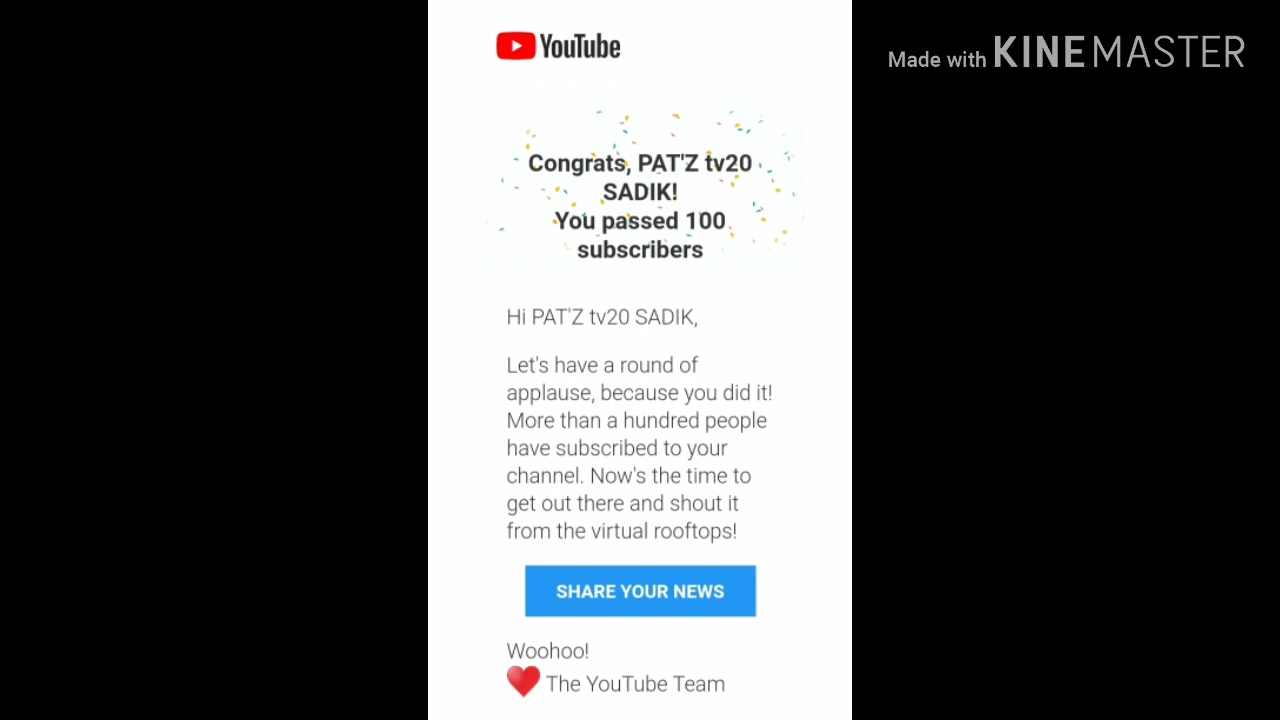 YouTube
Made with KINEMASTER
Congrats, PAT'Z tv20
SADIK!
You passed 100
subscribers
Hi PAT'Z tv20 SADIK,
Let's have a round of
applause, because you did it!
More than a hundred people
have subscribed to your
channel. Now's the time to
get out there and shout it
from the virtual rooftops!
SHARE YOUR NEWS
Woohoo!
The YouTube Team